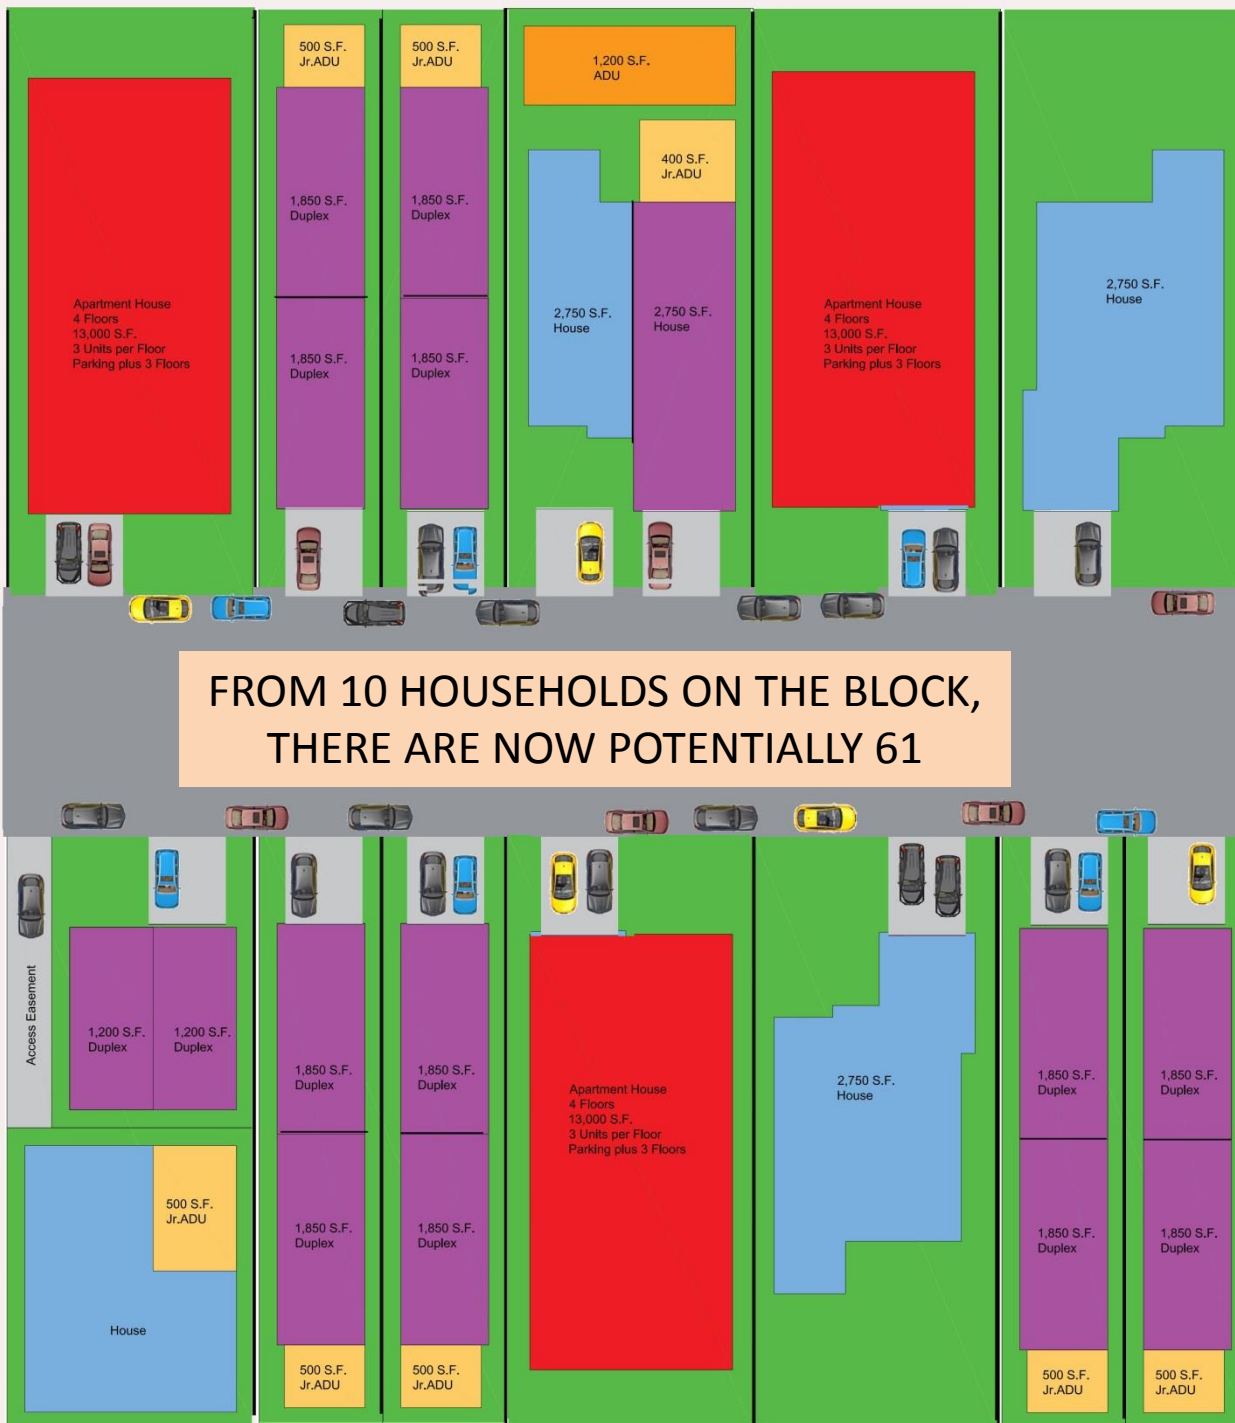 500 S.F.
Jr.ADU
500 S.F.
Jr.ADU
1,200 S.F.
ADU
400 S.F.
Jr.ADU
1,850 S.F.
Duplex
1,850 S.F.
Duplex
Apartment House
4 Floors
13,000 S.F.
3 Units per Floor
Parking plus 3 Floors
1,850 S.F.
Duplex
1,850 S.F.
Duplex
2,750 S.F.
House
2,750 S.F.
House
Apartment House
4 Floors
13,000 S.F.
3 Units per Floor
Parking plus 3 Floors
2,750 S.F.
House
FROM 10 HOUSEHOLDS ON THE BLOCK,
THERE ARE NOW POTENTIALLY 61
Access Easement
1,200 S.F.
Duplex
1,200 S.F.
Duplex
1,850 S.F.
Duplex
1,850 S.F.
Duplex
Apartment House
4 Floors
13,000 S.F.
3 Units per Floor
Parking plus 3 Floors
2,750 S.F.
House
1,850 S.F.
Duplex
1,850 S.F.
Duplex
500 S.F.
Jr.ADU
House
1,850 S.F.
Duplex
1,850 S.F.
Duplex
1,850 S.F.
Duplex
1,850 S.F.
Duplex
500 S.F.
Jr.ADU
500 S.F.
Jr.ADU
500 S.F.
Jr.ADU
500 S.F.
Jr.ADU